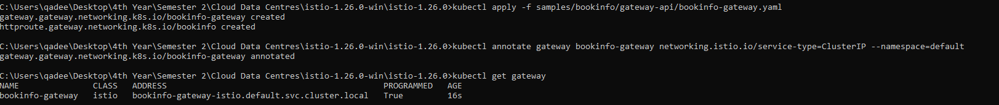 C:\Users\qadee\Desktop\4th Year\Semester 2\Cloud Data Centres\istio-1.26.0-win\istio-1.26.0>kubectl apply -f samples/bookinfo/gateway-api/bookinfo-gateway.yaml
gateway.gateway.networking.k8s.io/bookinfo-gateway created
httproute.gateway.networking.k8s.io/bookinfo created
C:\Users\qadee\Desktop\4th Year\Semester 2\Cloud Data Centres\istio-1.26.0-win\istio-1.26.0>kubectl annotate gateway bookinfo-gateway networking.istio.io/service-type=ClusterIP --namespace=default
gateway.gateway.networking.k8s.io/bookinfo-gateway annotated
C:\Users\qadee\Desktop\4th Year\Semester 2\Cloud Data Centres\istio-1.26.0-win\istio-1.26.0>kubectl get gateway
NAME CLASS ADDRESS PROGRAMMED AGE
bookinfo-gateway istio bookinfo-gateway-istio.default.svc.cluster.local True 16s